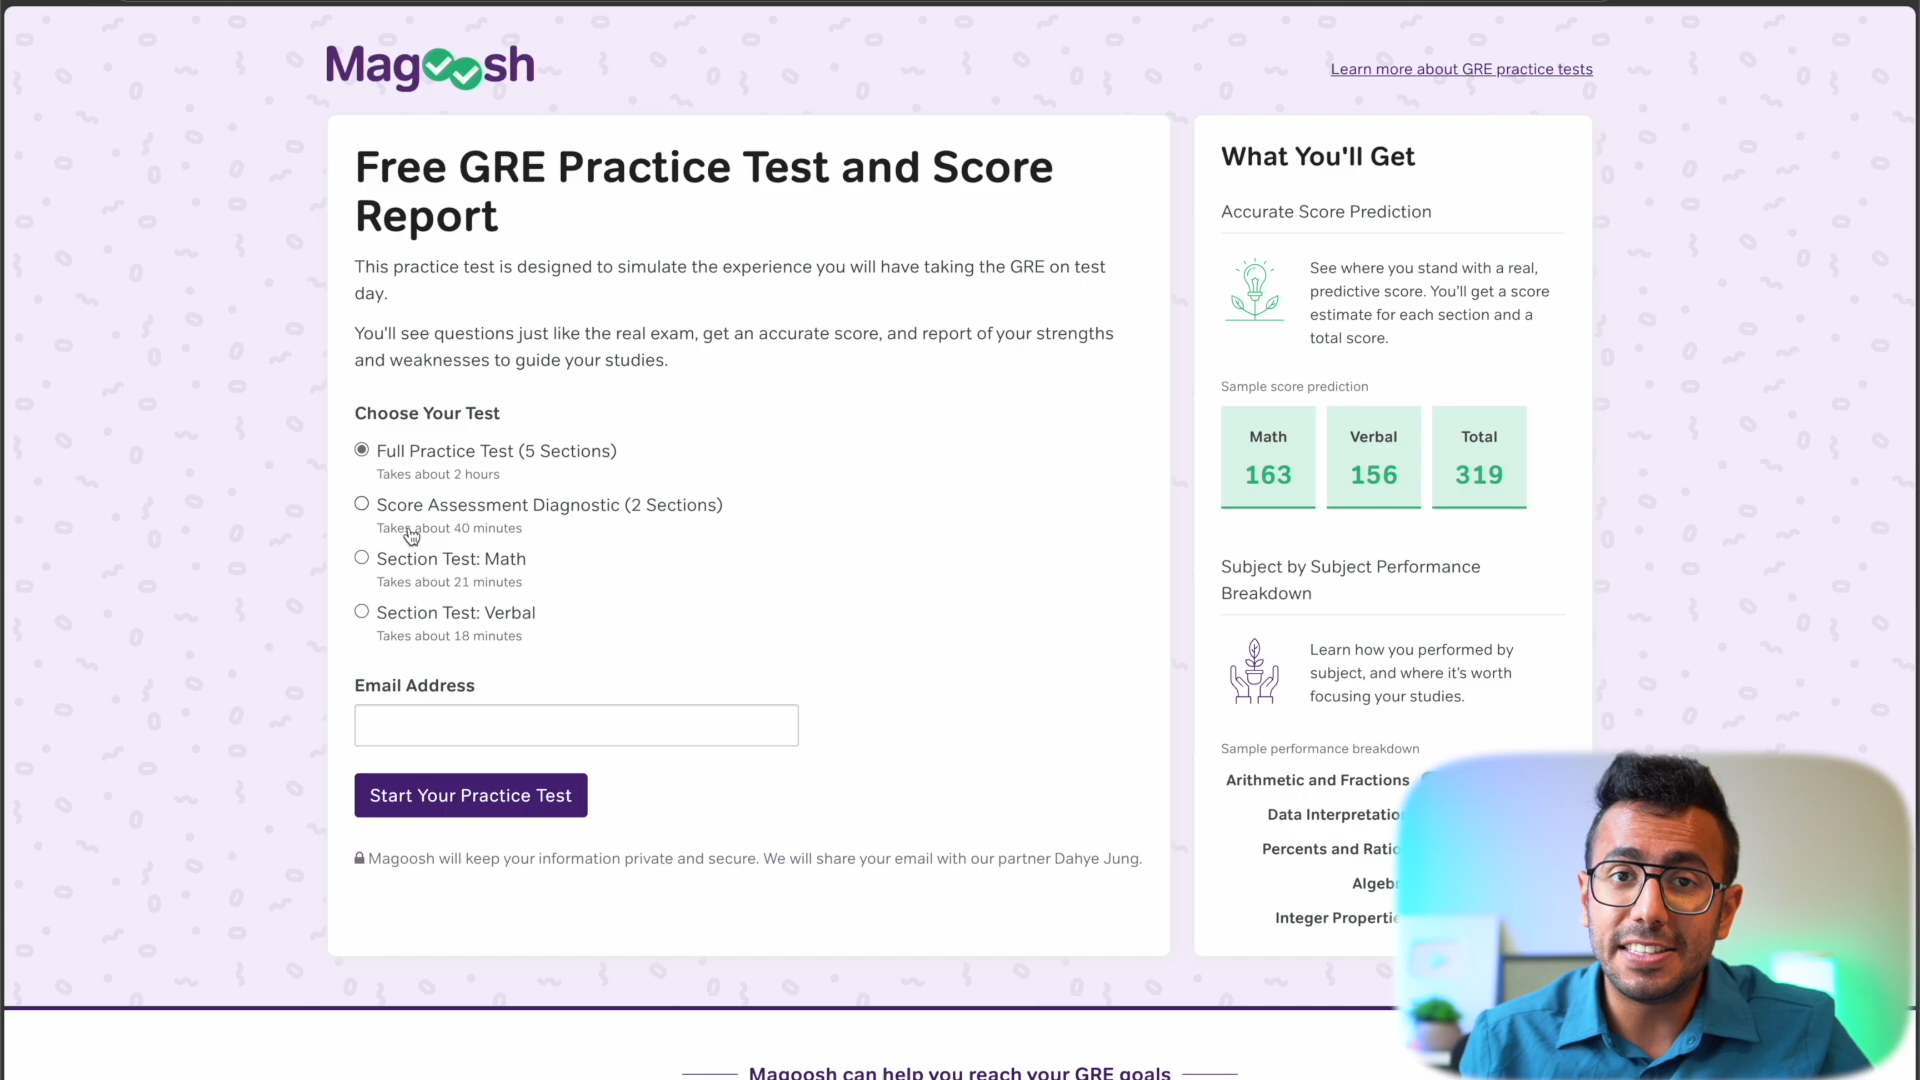 Magoosh
Learn more about GRE practice tests
Free GRE Practice Test and Score
Report
This practice test is designed to simulate the experience you will have taking the GRE on test
day.
You'll see questions just like the real exam, get an accurate score, and report of your strengths
and weaknesses to guide your studies.
Choose Your Test
Full Practice Test (5 Sections)
Takes about 2 hours
Score Assessment Diagnostic (2 Sections)
Takes about 40 minutes
Section Test: Math
Takes about 21 minutes
Section Test: Verbal
Takes about 18 minutes
Email Address
Start Your Practice Test
Magoosh will keep your information private and secure. We will share your email with our partner Dahye Jung.
What You'll Get
Accurate Score Prediction
See where you stand with a real,
predictive score. You'll get a score
estimate for each section and a
total score.
Sample score prediction
Math Verbal Total
163 156 319
Subject by Subject Performance
Breakdown
Learn how you performed by
subject, and where it's worth
focusing your studies.
Sample performance breakdown
Arithmetic and Fractions
Data Interpretatio
Percents and Ratio
Algebr
Integer Propertie
Magoosh can help you reach your GRE goals